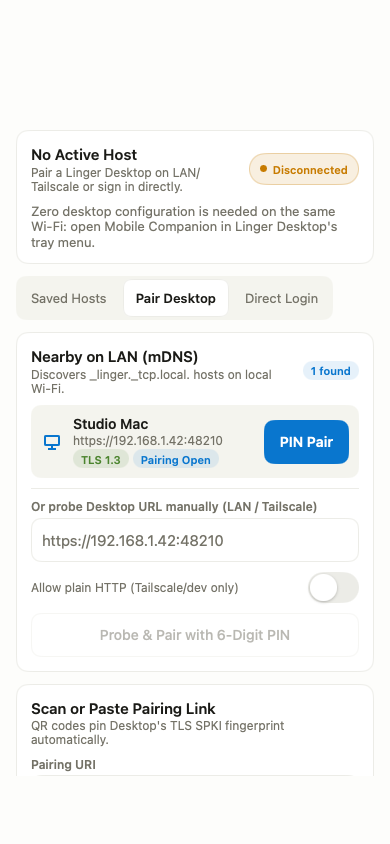 No Active Host
Pair a Linger Desktop on LAN/
Tailscale or sign in directly.
Disconnected
Zero desktop configuration is needed on the same
Wi-Fi: open Mobile Companion in Linger Desktop's
tray menu.
Saved Hosts
Pair Desktop
Direct Login
Nearby on LAN (mDNS)
Discovers _linger._tcp.local. hosts on local
Wi-Fi.
1 found
Studio Mac
https://192.168.1.42:48210
TLS 1.3
Pairing Open
PIN Pair
Or probe Desktop URL manually (LAN / Tailscale)
https://192.168.1.42:48210
Allow plain HTTP (Tailscale/dev only)
Probe & Pair with 6-Digit PIN
Scan or Paste Pairing Link
QR codes pin Desktop's TLS SPKI fingerprint
automatically.
Pairing URI